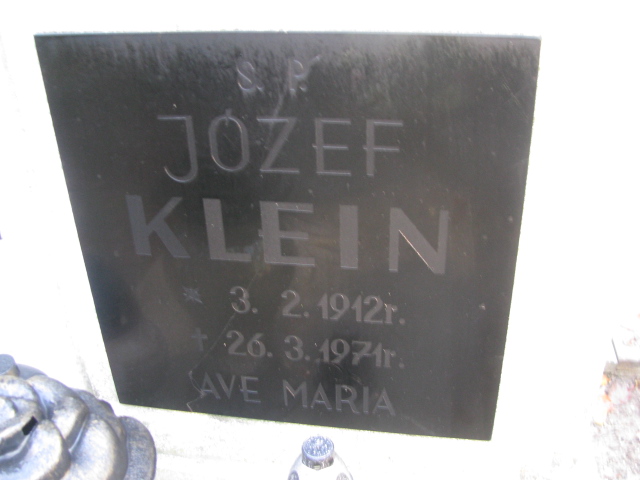 Ś. P.
JÓZEF
KLEIN
* 3. 2. 1912r.
† 26. 3. 1971r.
AVE MARIA